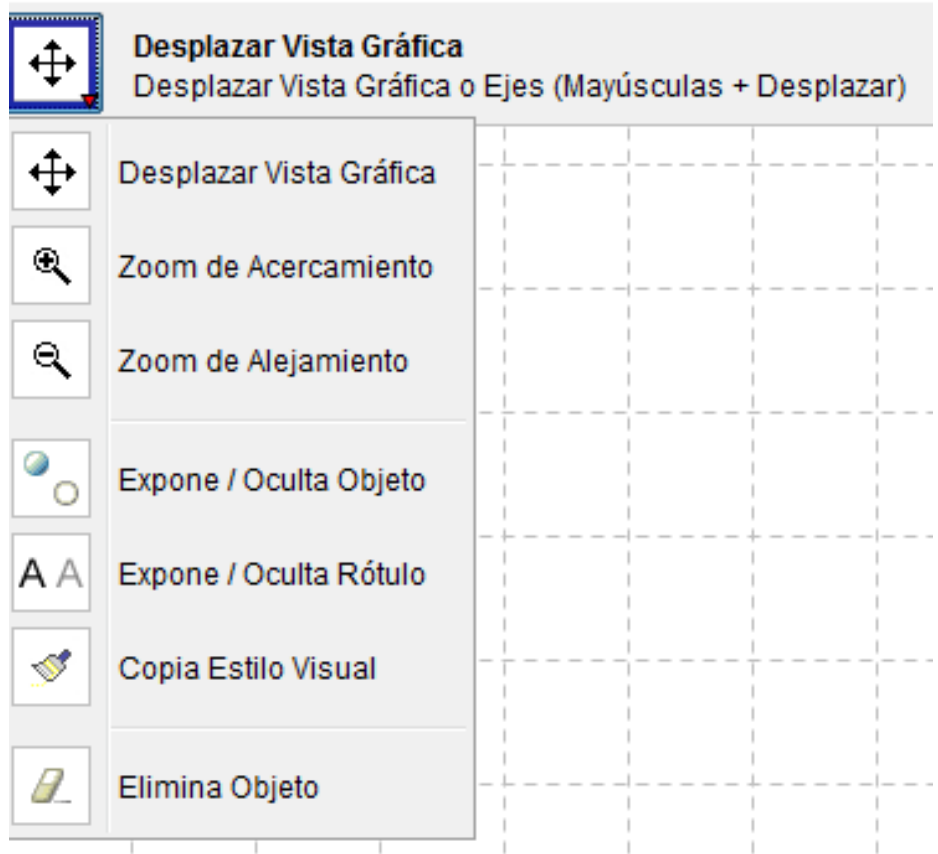 Desplazar Vista Gráfica
Desplazar Vista Gráfica o Ejes (Mayúsculas + Desplazar)
Desplazar Vista Gráfica
Zoom de Acercamiento
Zoom de Alejamiento
Expone / Oculta Objeto
A A
Expone / Oculta Rótulo
Copia Estilo Visual
Elimina Objeto